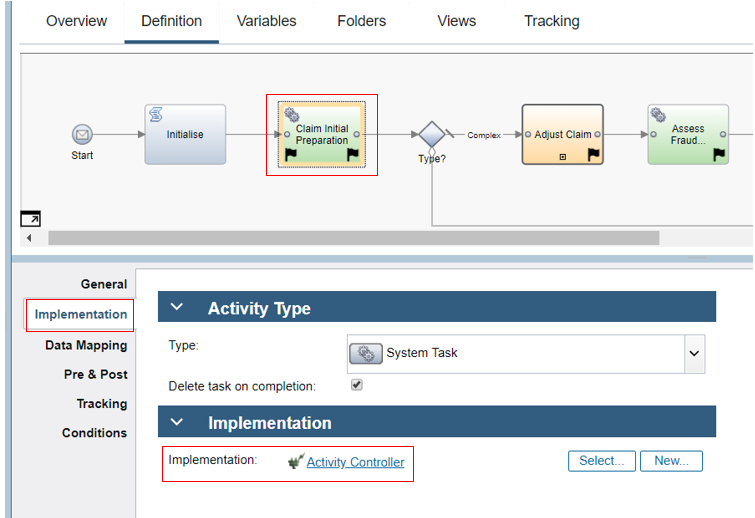 Overview Definition Variables Folders Views Tracking
Start
Initialise
Claim Initial
Preparation
Type?
Complex
Adjust Claim
Assess
Fraud...
General
Implementation
Data Mapping
Pre & Post
Tracking
Conditions
Activity Type
Type: System Task
Delete task on completion:
Implementation
Implementation: Activity Controller Select... New...